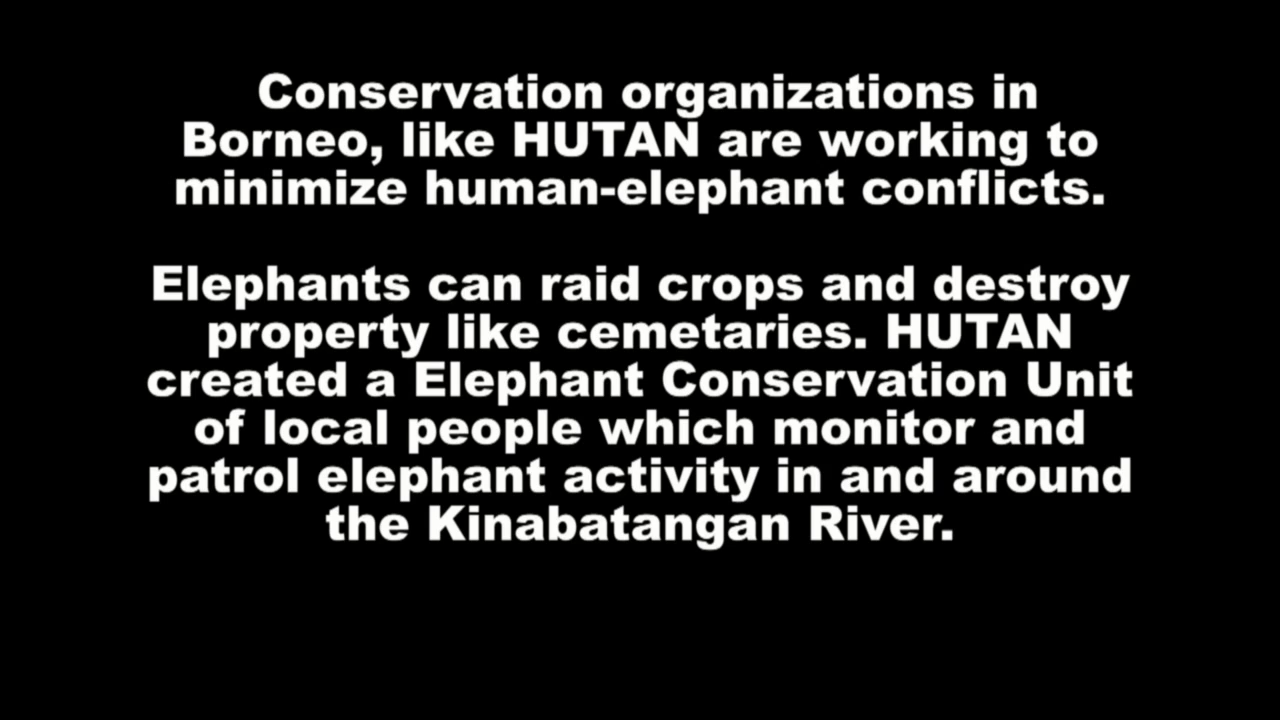 Conservation organizations in
Borneo, like HUTAN are working to
minimize human-elephant conflicts.
Elephants can raid crops and destroy
property like cemetaries. HUTAN
created a Elephant Conservation Unit
of local people which monitor and
patrol elephant activity in and around
the Kinabatangan River.